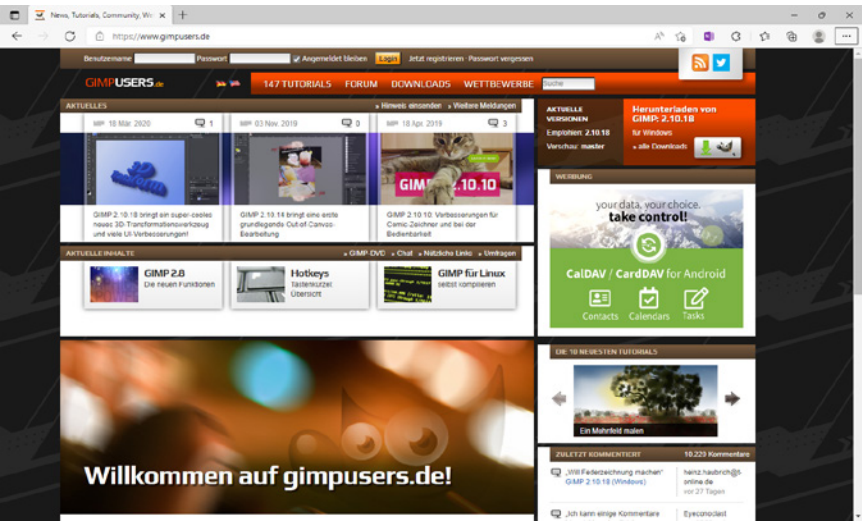 News, Tutorials, Community, Wi
https://www.gimpusers.de
Benutzername Passwort Angemeldet bleiben Login Jetzt registrieren Passwort vergessen
GIMPUSERS.de 147 TUTORIALS FORUM DOWNLOADS WETTBEWERBE Suche
AKTUELLES » Hinweis einsenden » Weitere Meldungen
18 Mär. 2020 1
03 Nov. 2019 0
18 Apr. 2019 3
GIMP 2.10.10
GIMP 2.10.18 bringt ein super-cooles
neues 3D-Transformationswerkzeug
und viele UI-Verbesserungen!
GIMP 2.10.14 bringt eine erste
grundlegende Out-of-Canvas-
Bearbeitung
GIMP 2.10.10: Verbesserungen für
Comic-Zeichner und bei der
Bedienbarkeit
AKTUELLE INHALTE » GIMP-DVD » Chat » Nützliche Links » Umfragen
GIMP 2.8
Die neuen Funktionen
Hotkeys
Tastenkürzel
Übersicht
GIMP für Linux
selbst kompilieren
Willkommen auf gimpusers.de!
AKTUELLE
VERSIONEN
Empfohlen: 2.10.18
Vorschau: master
Herunterladen von
GIMP: 2.10.18
für Windows
» alle Downloads
WERBUNG
your data, your choice.
take control!
CalDAV / CardDAV for Android
Contacts Calendars Tasks
DIE 10 NEUESTEN TUTORIALS
Ein Mohnfeld malen
ZULETZT KOMMENTIERT 10.229 Kommentare
„Will Federzeichnung machen"
GIMP 2.10.18 (Windows)
heinz.haubrich@t-
online.de
vor 27 Tagen
„Ich kann einige Kommentare
Eyeconoclast